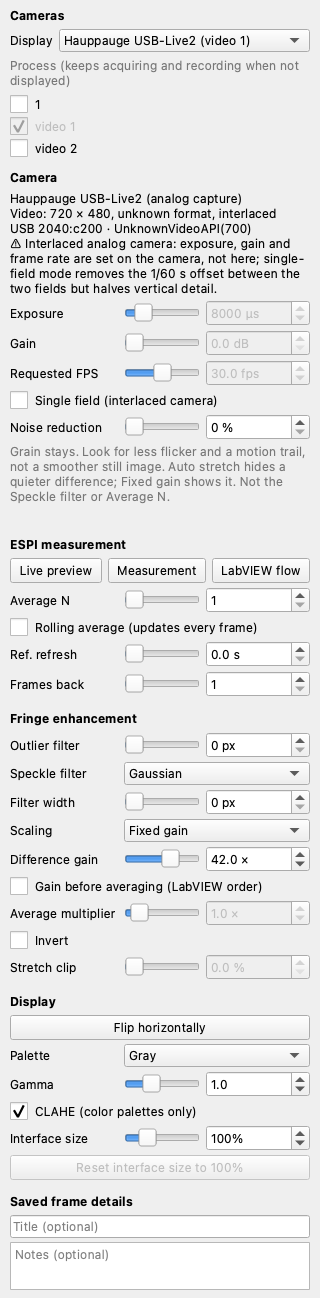 Cameras
Display Hauppauge USB-Live2 (video 1)
Process (keeps acquiring and recording when not
displayed)
1
video 1
video 2
Camera
Hauppauge USB-Live2 (analog capture)
Video: 720 × 480, unknown format, interlaced
USB 2040:c200 · UnknownVideoAPI(700)
⚠ Interlaced analog camera: exposure, gain and
frame rate are set on the camera, not here; single-
field mode removes the 1/60 s offset between the
two fields but halves vertical detail.
Exposure 8000 µs
Gain 0.0 dB
Requested FPS 30.0 fps
Single field (interlaced camera)
Noise reduction 0 %
Grain stays. Look for less flicker and a motion trail,
not a smoother still image. Auto stretch hides a
quieter difference; Fixed gain shows it. Not the
Speckle filter or Average N.
ESPI measurement
Live preview Measurement LabVIEW flow
Average N 1
Rolling average (updates every frame)
Ref. refresh 0.0 s
Frames back 1
Fringe enhancement
Outlier filter 0 px
Speckle filter Gaussian
Filter width 0 px
Scaling Fixed gain
Difference gain 42.0 ×
Gain before averaging (LabVIEW order)
Average multiplier 1.0 ×
Invert
Stretch clip 0.0 %
Display
Flip horizontally
Palette Gray
Gamma 1.0
CLAHE (color palettes only)
Interface size 100%
Reset interface size to 100%
Saved frame details
Title (optional)
Notes (optional)